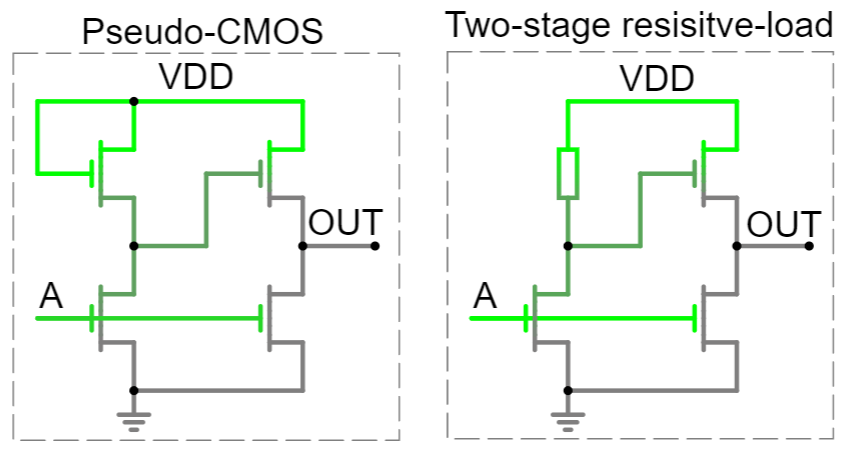 Pseudo-CMOS
VDD
OUT
A
Two-stage resisitve-load
VDD
OUT
A